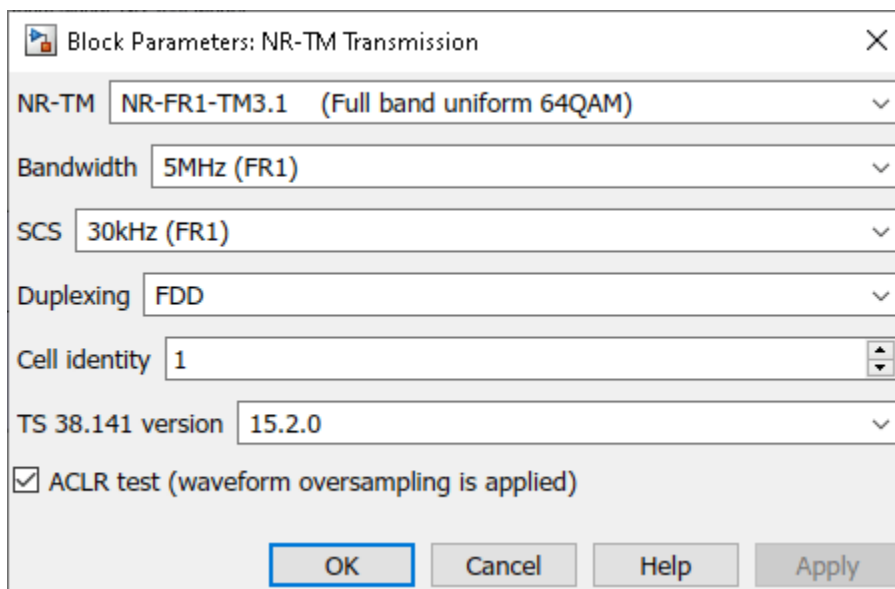 Block Parameters: NR-TM Transmission
NR-TM NR-FR1-TM3.1 (Full band uniform 64QAM)
Bandwidth 5MHz (FR1)
SCS 30kHz (FR1)
Duplexing FDD
Cell identity 1
TS 38.141 version 15.2.0
ACLR test (waveform oversampling is applied)
OK Cancel Help Apply